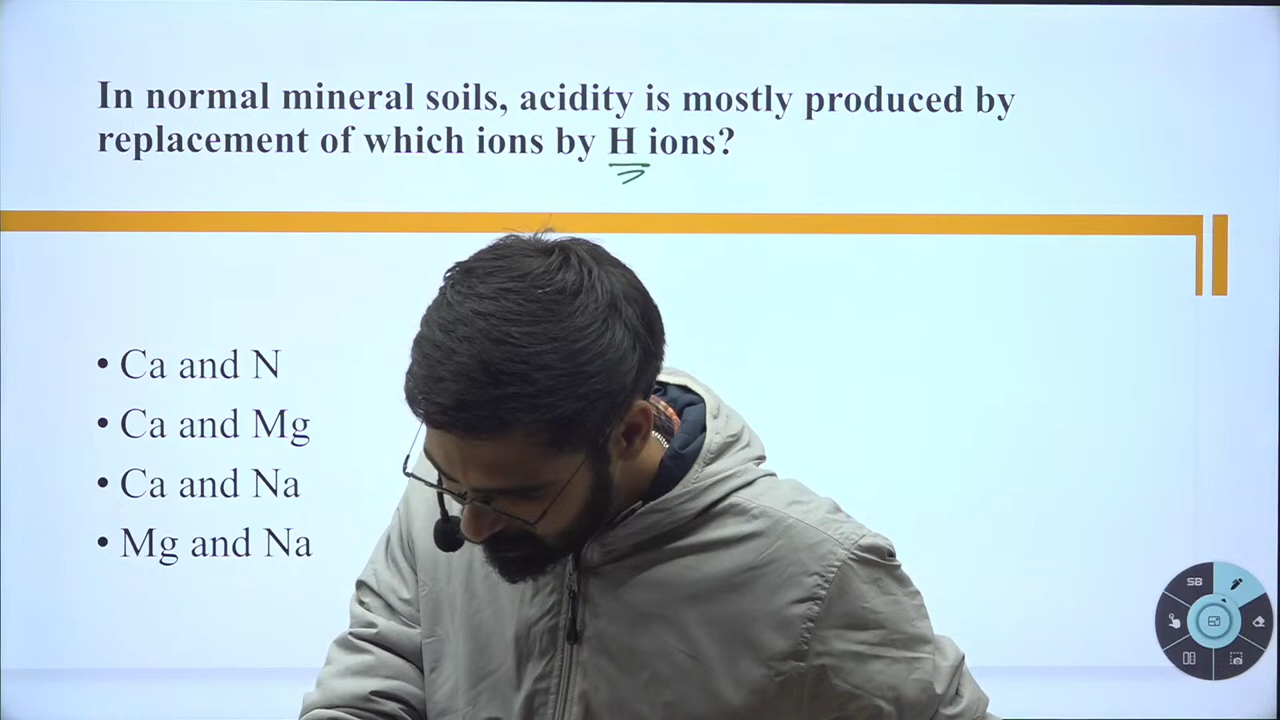 In normal mineral soils, acidity is mostly produced by
replacement of which ions by H ions?
• Ca and N
• Ca and Mg
• Ca and Na
• Mg and Na
SB